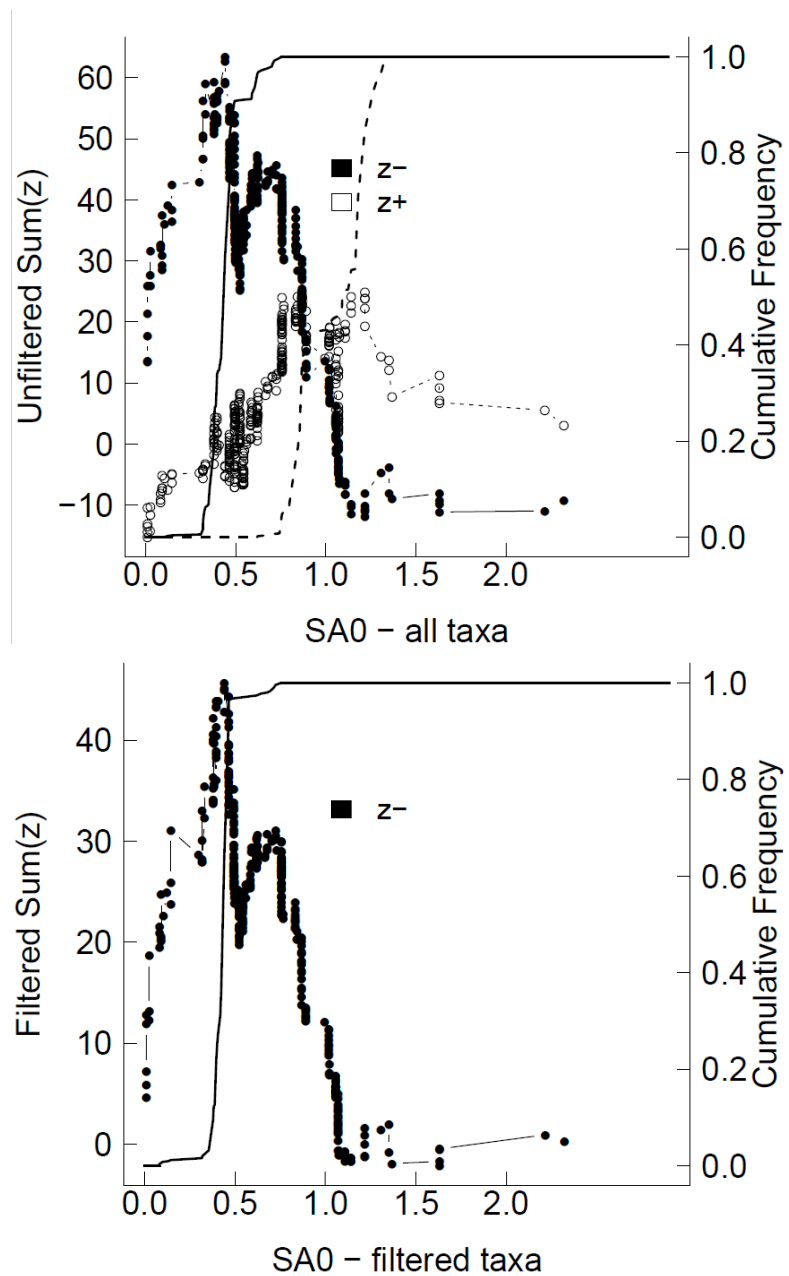 Unfiltered Sum(z)
60
50
40
30
20
10
0
−10
1.0
0.8
0.6
0.4
0.2
0.0
Cumulative Frequency
z−
z+
0.0 0.5 1.0 1.5 2.0
SA0 − all taxa
Filtered Sum(z)
40
30
20
10
0
1.0
0.8
0.6
0.4
0.2
0.0
Cumulative Frequency
z−
0.0 0.5 1.0 1.5 2.0
SA0 − filtered taxa